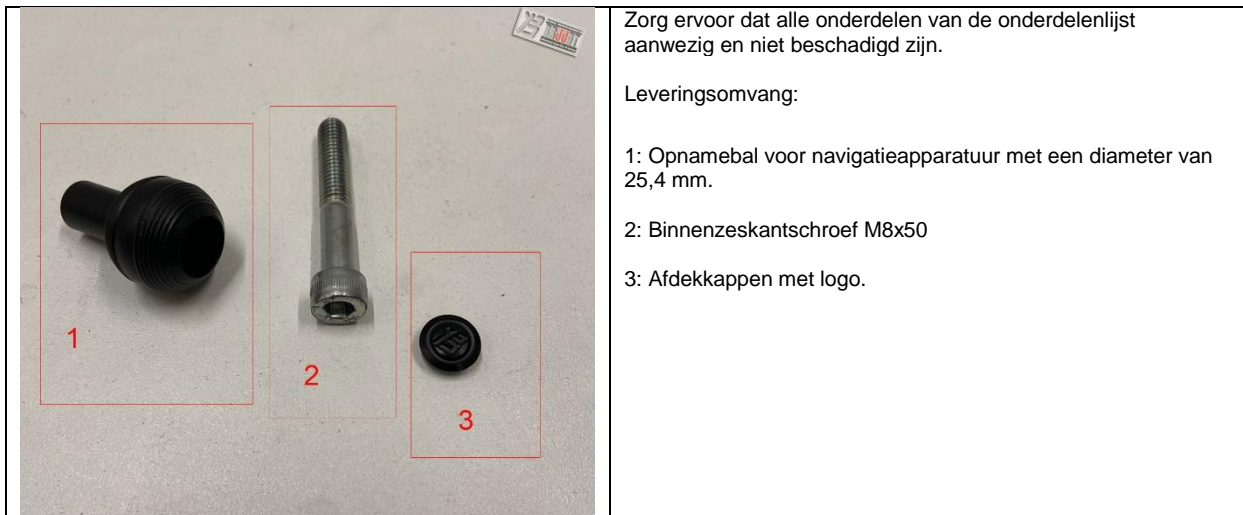 Zorg ervoor dat alle onderdelen van de onderdelenlijst
aanwezig en niet beschadigd zijn.
Leveringsomvang:
1: Opnamebal voor navigatieapparatuur met een diameter van
25,4 mm.
2: Binnenzeskantschroef M8x50
3: Afdekkappen met logo.
1
2
3